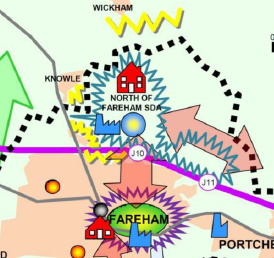 WICKHAM
KNOWLE
NORTH OF
FAREHAM SDA
J10
J11
FAREHAM
PORTCHE